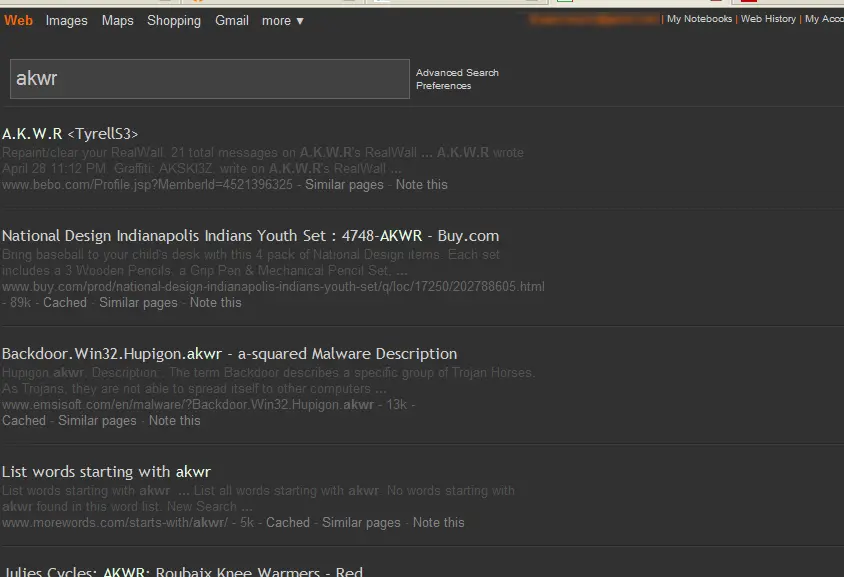 Web Images Maps Shopping Gmail more ▼
| My Notebooks | Web History | My Acco
akwr
Advanced Search
Preferences
A.K.W.R <TyrellS3>
Repaint/clear your RealWall. 21 total messages on A.K.W.R's RealWall ... A.K.W.R wrote
April 28 11:12 PM. Graffiti: AKSKI3Z. write on A.K.W.R's RealWall ...
www.bebo.com/Profile.jsp?MemberId=4521396325 - Similar pages - Note this
National Design Indianapolis Indians Youth Set : 4748-AKWR - Buy.com
Bring baseball to your child's desk with this 4 pack of National Design items. Each set
includes a 3 Wooden Pencils, a Grip Pen & Mechanical Pencil Set, ...
www.buy.com/prod/national-design-indianapolis-indians-youth-set/q/loc/17250/202788605.html
- 89k - Cached - Similar pages - Note this
Backdoor.Win32.Hupigon.akwr - a-squared Malware Description
Hupigon.akwr. Description:. The term Backdoor describes a specific group of Trojan Horses.
As Trojans, they are not able to spread itself to other computers ...
www.emsisoft.com/en/malware/?Backdoor.Win32.Hupigon.akwr - 13k -
Cached - Similar pages - Note this
List words starting with akwr
List words starting with akwr. ... List all words starting with akwr. No words starting with
akwr found in this word list. New Search ...
www.morewords.com/starts-with/akwr/ - 5k - Cached - Similar pages - Note this
Julies Cycles: AKWR: Roubaix Knee Warmers - Red